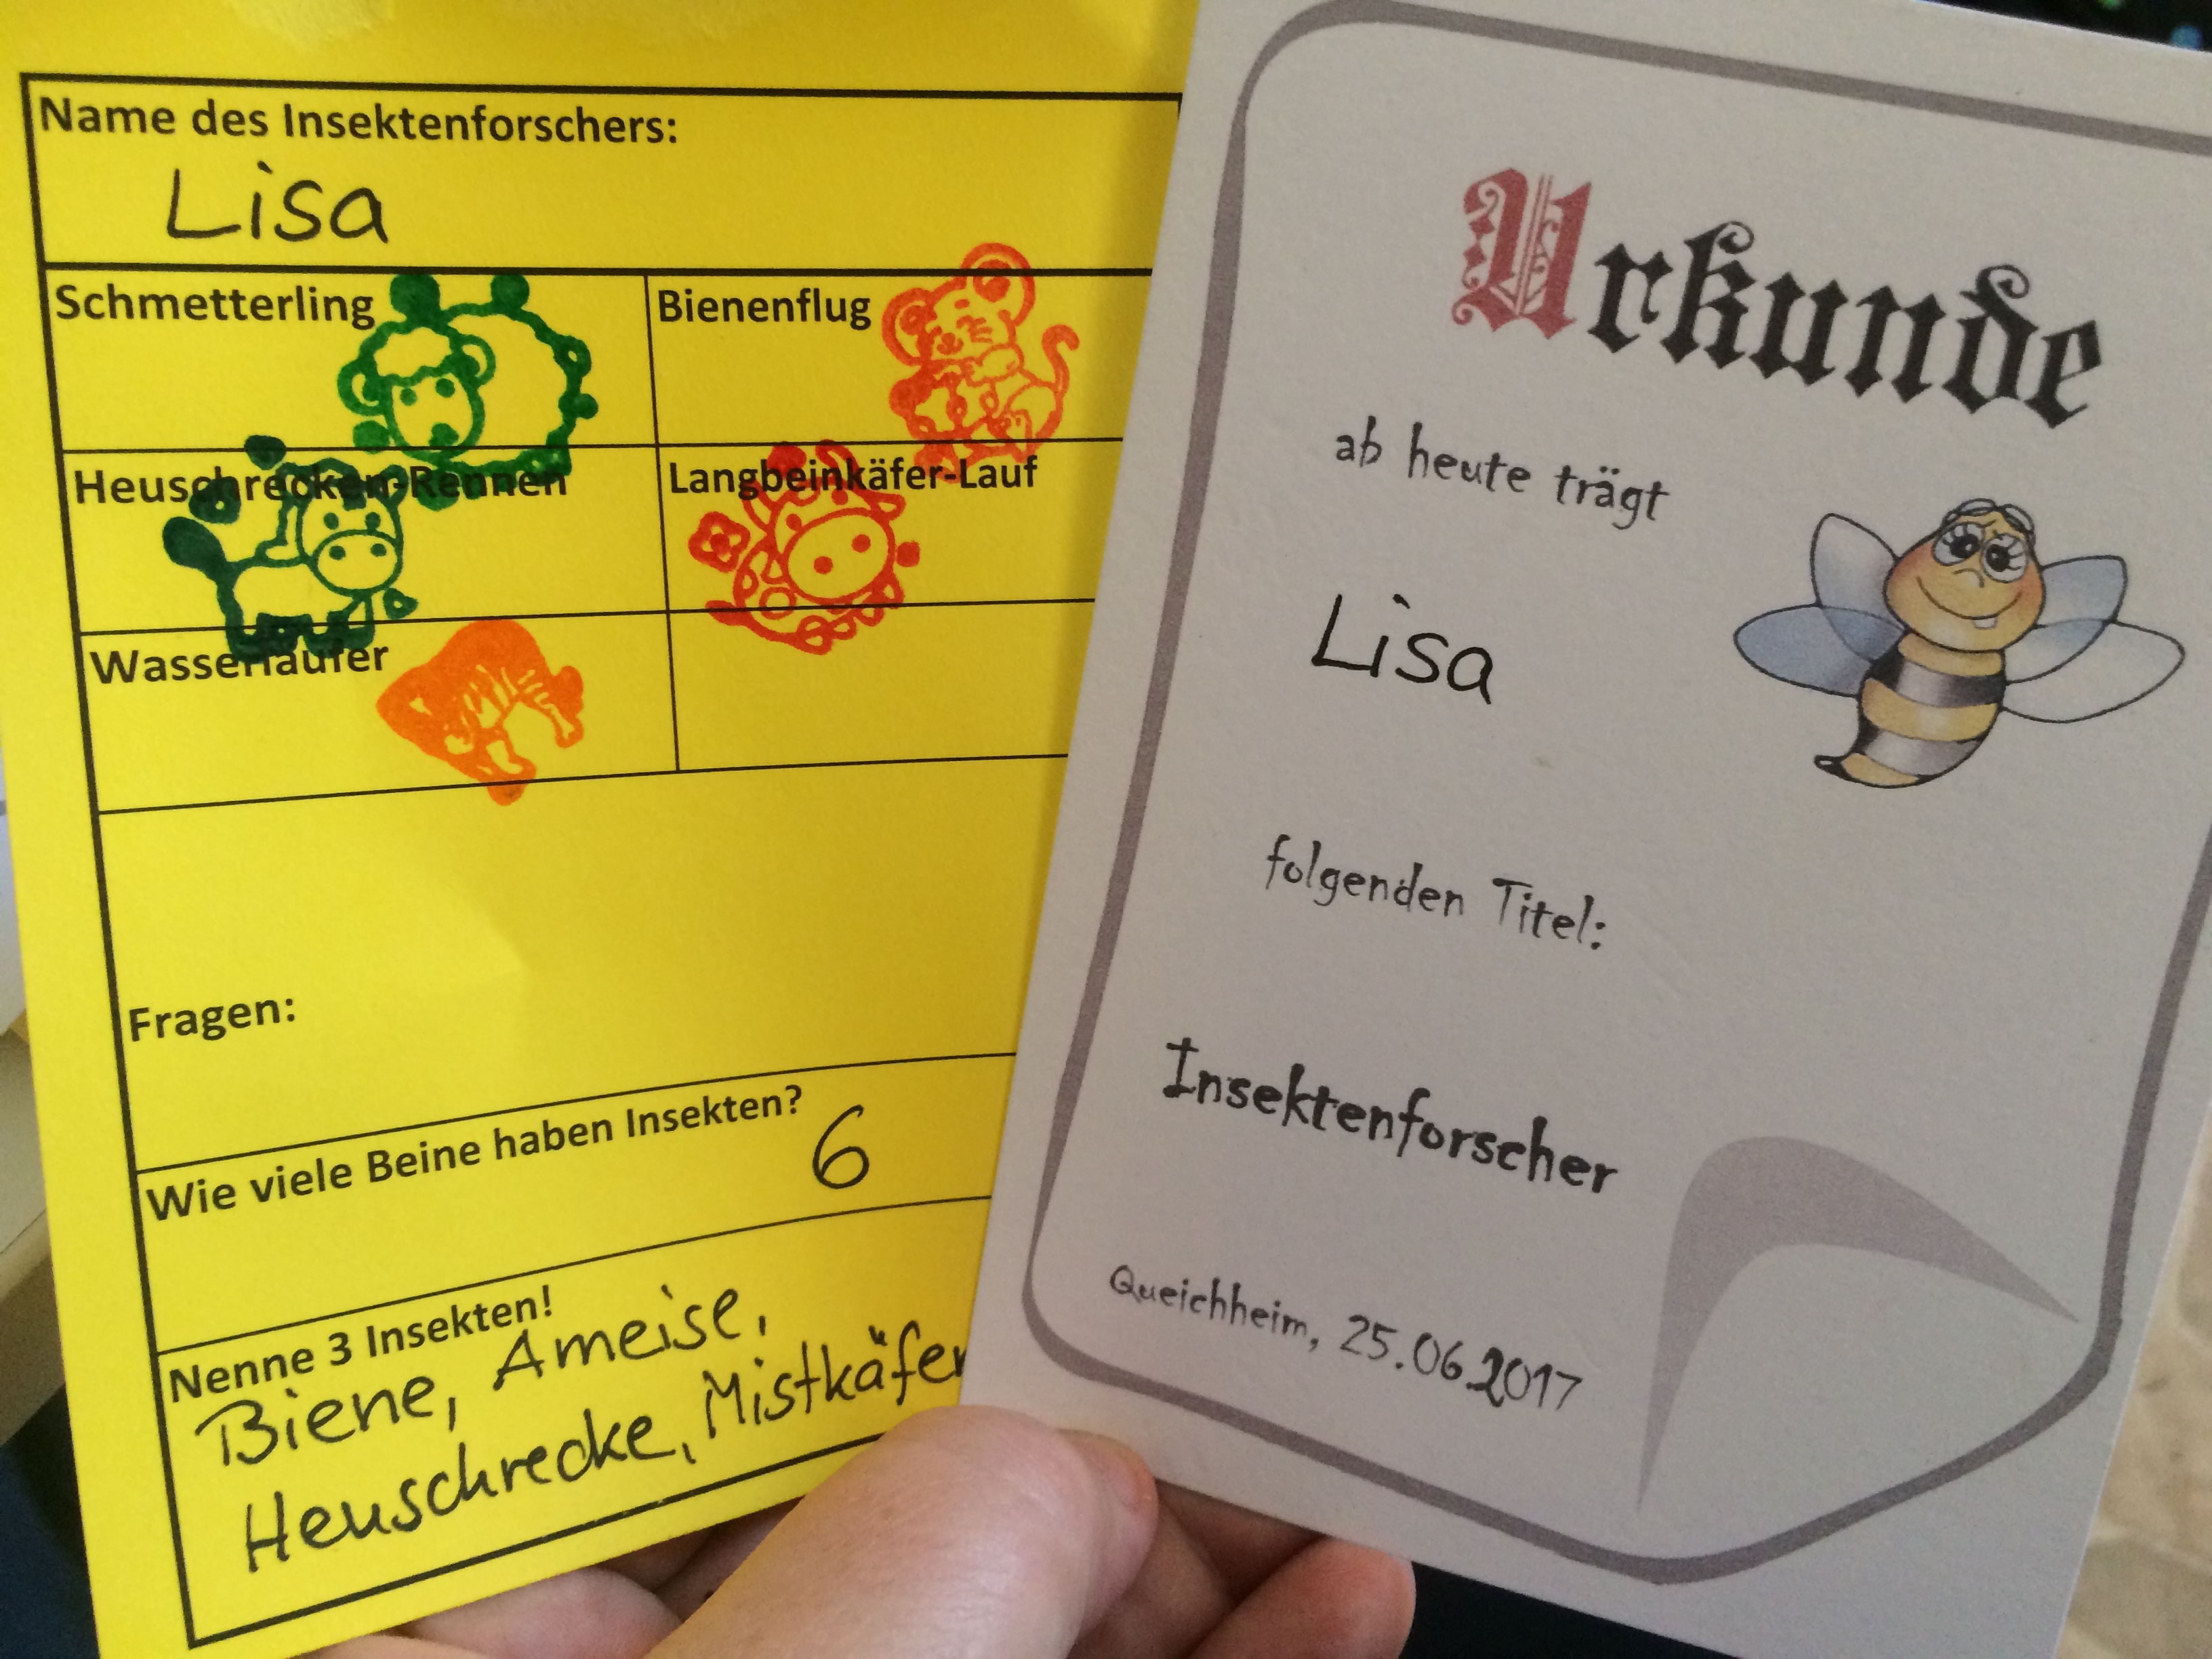 Name des Insektenforschers:
Lisa
Schmetterling
Bienenflug
Heuschrecken-Rennen
Langbeinkäfer-Lauf
Wasserläufer
Fragen:
Wie viele Beine haben Insekten?
6
Nenne 3 Insekten!
Biene, Ameise,
Heuschrecke, Mistkäfer
Urkunde
ab heute trägt
Lisa
folgenden Titel:
Insektenforscher
Queichheim, 25.06.2017